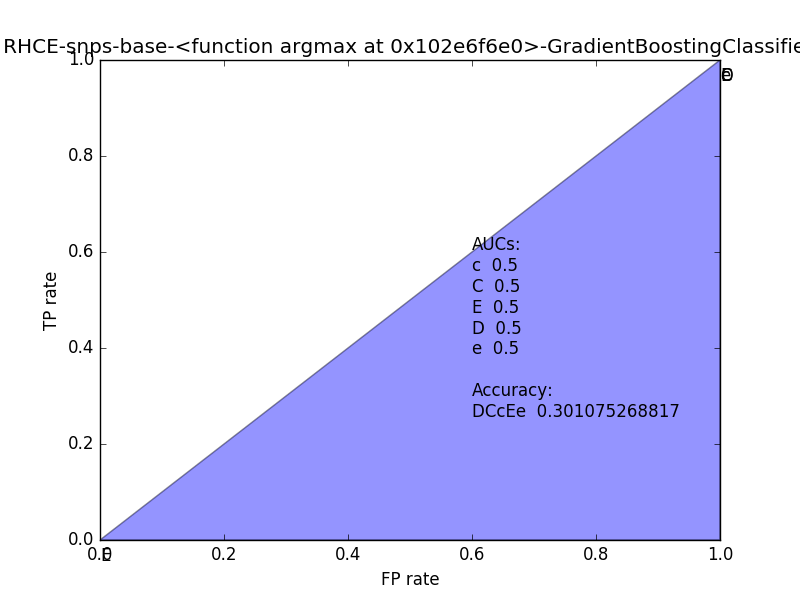 RHCE-snps-base-<function argmax at 0x102e6f6e0>-GradientBoostingClassifie
1.0
D
0.8
0.6
AUCs:
c 0.5
C 0.5
E 0.5
D 0.5
e 0.5
TP rate
0.4
Accuracy:
DCcEe 0.301075268817
0.2
0.0
0.0 0.2 0.4 0.6 0.8 1.0
E
FP rate